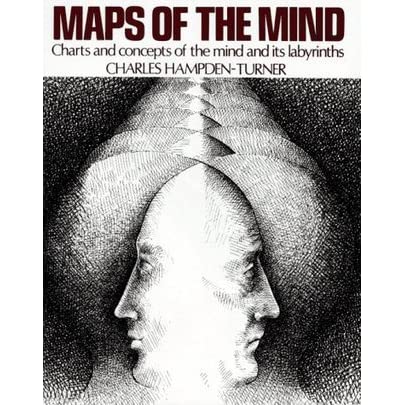 MAPS OF THE MIND
Charts and concepts of the mind and its labyrinths
CHARLES HAMPDEN-TURNER